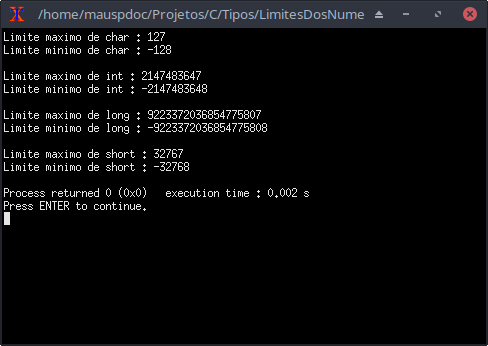 /home/mauspdoc/Projetos/C/Tipos/LimitesDosNume
Limite maximo de char : 127
Limite minimo de char : -128
Limite maximo de int : 2147483647
Limite minimo de int : -2147483648
Limite maximo de long : 9223372036854775807
Limite minimo de long : -9223372036854775808
Limite maximo de short : 32767
Limite minimo de short : -32768
Process returned 0 (0x0)   execution time : 0.002 s
Press ENTER to continue.